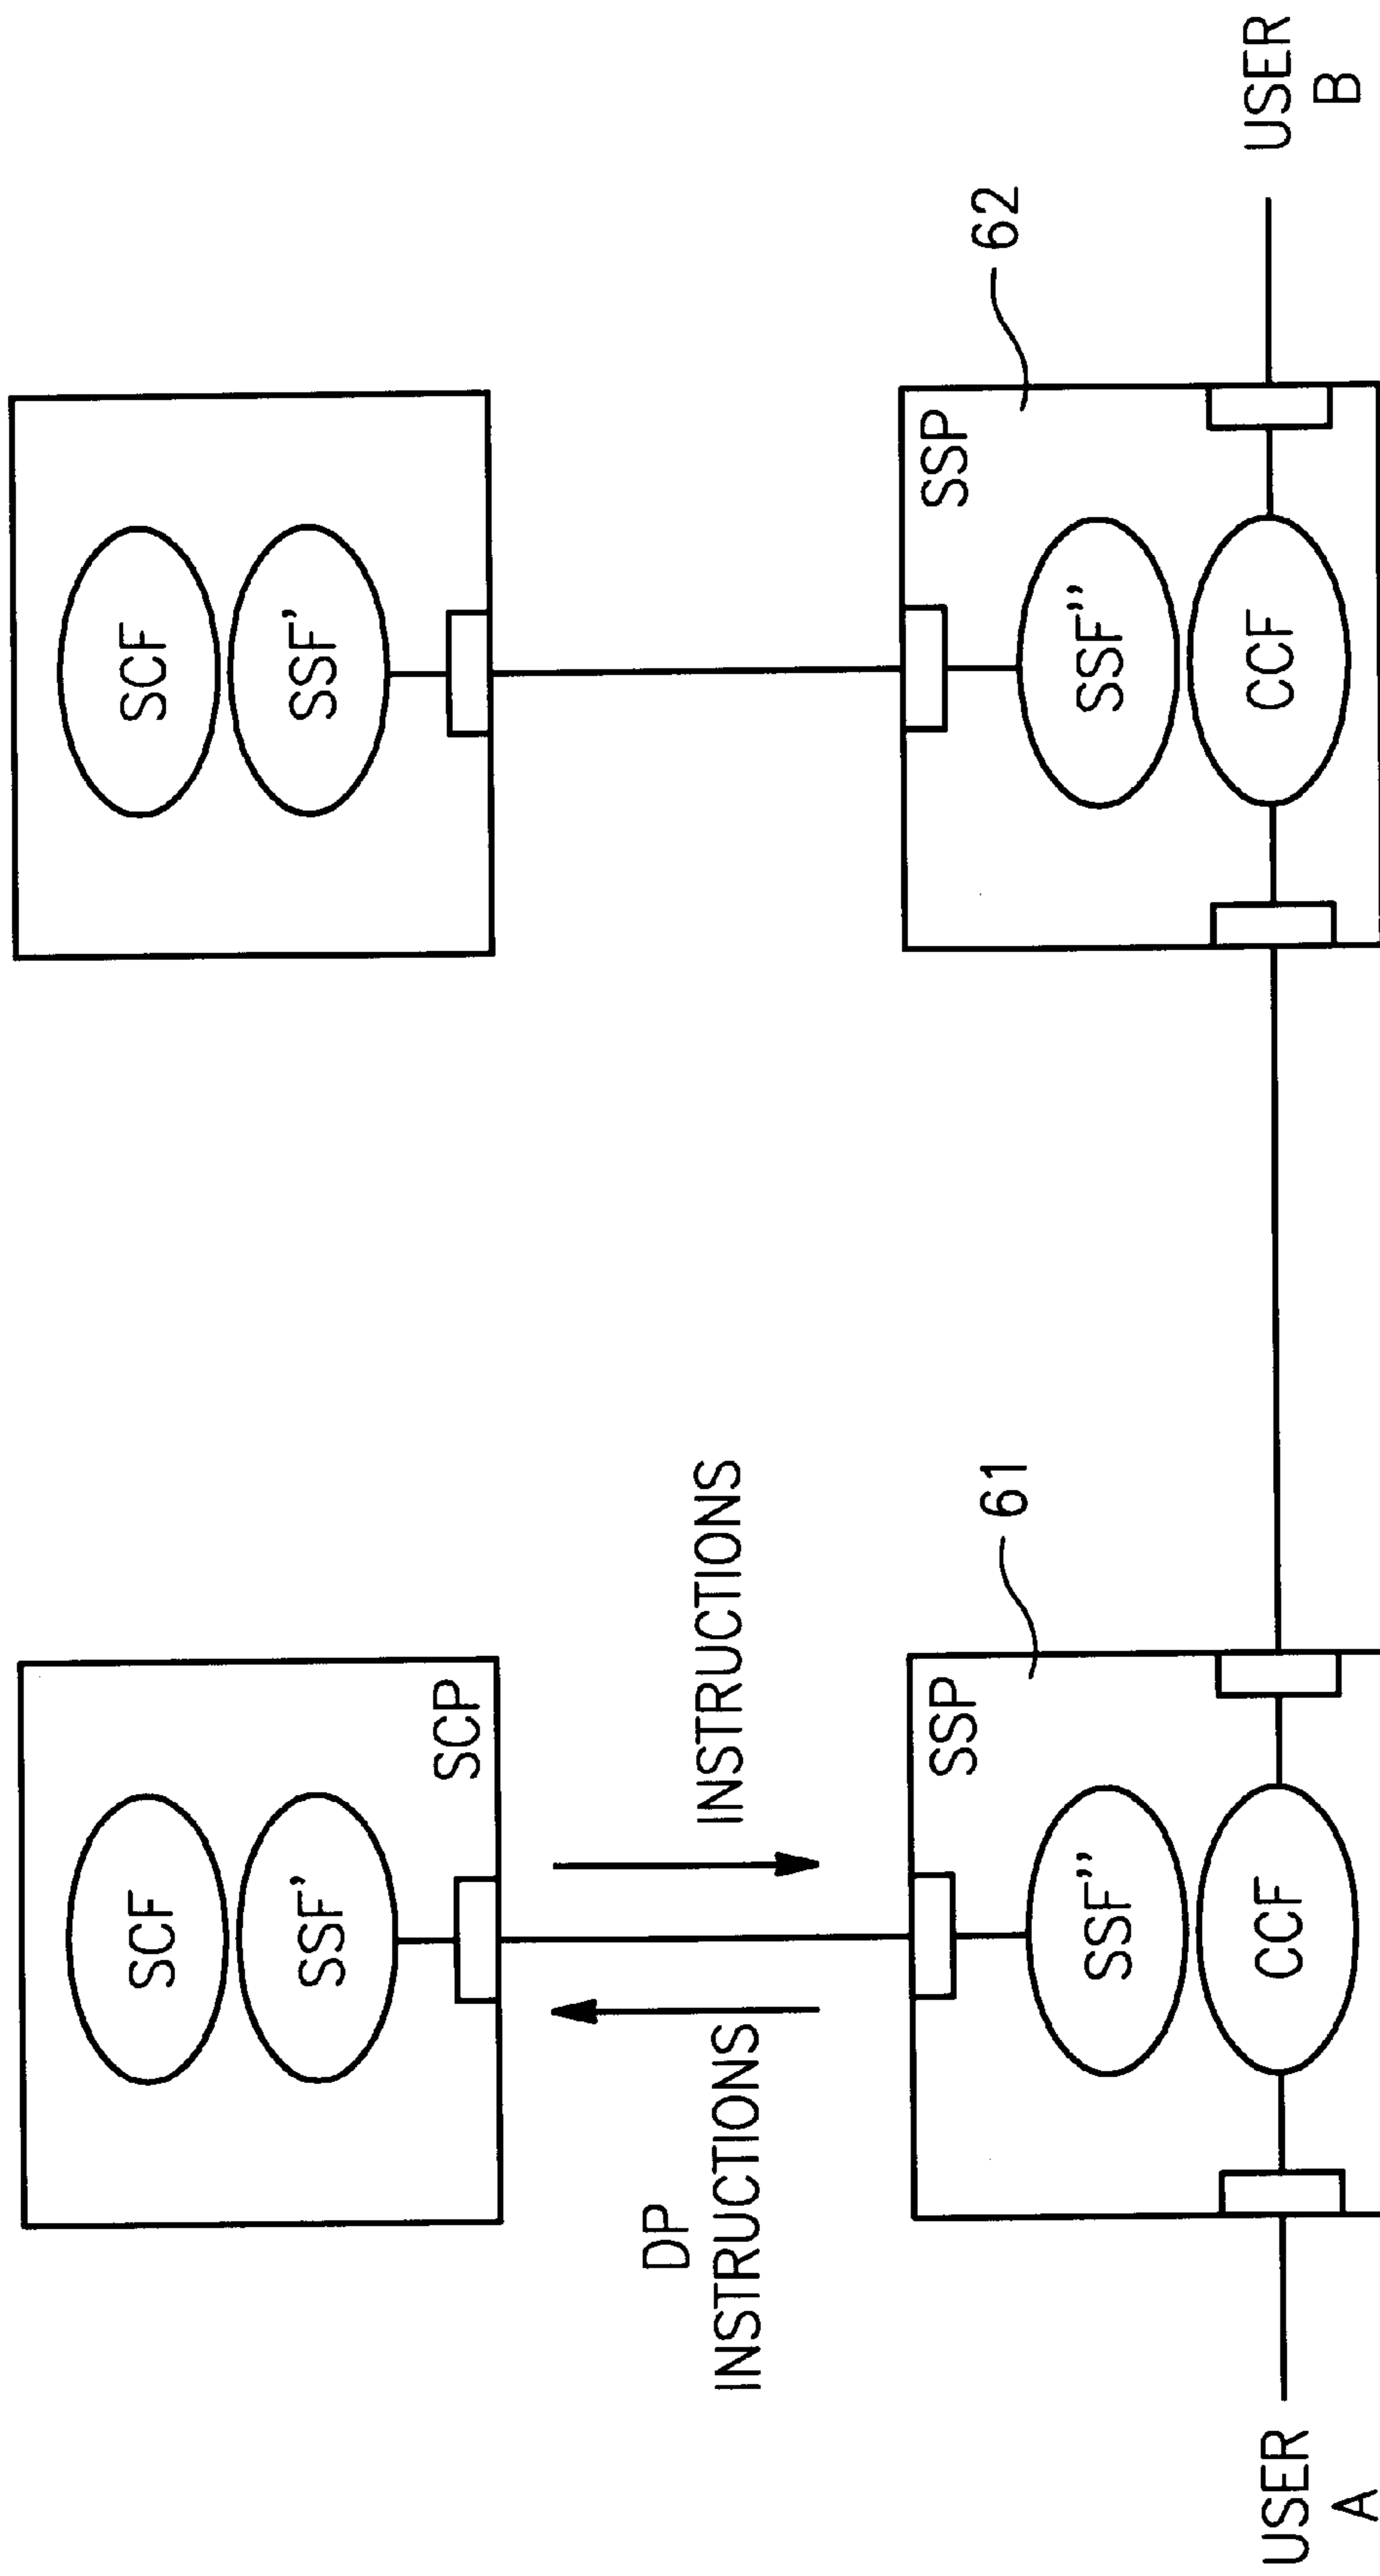 SCF
SSF'
SCP
SCF
SSF'
DP
INSTRUCTIONS
INSTRUCTIONS
SSP
61
SSF''
CCF
SSP
62
SSF''
CCF
USER
A
USER
B